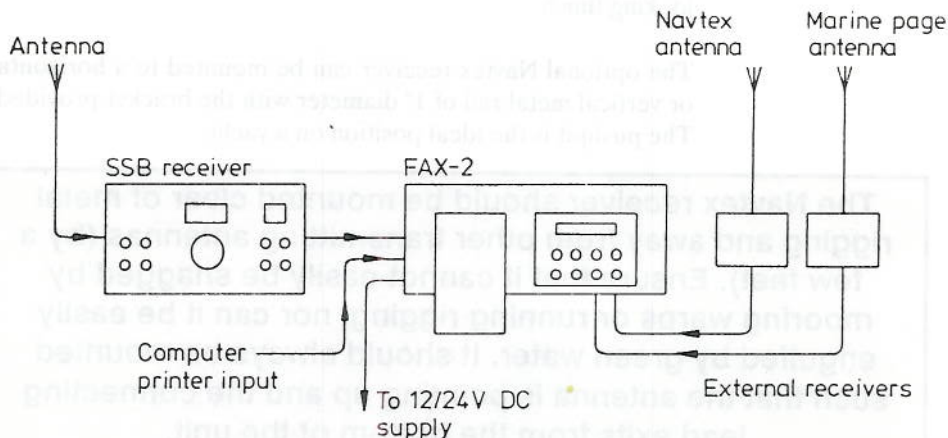 The optional Navtex receiver can be mounted to a
or vertical metal rail of 1" diameter with the bracket provided
The pushpit is the ideal position on a yacht.
Antenna
Navtex
antenna
Marine page
antenna
SSB receiver
FAX-2
The Navtex receiver should be mounted clear of metal
rigging and away from other transmitting antennas (by a
few feet). Ensure that it cannot easily be snagged by
mooring warps or running rigging, nor can it be easily
engulfed by green water. It should always be mounted
such that the antenna is pointing up and the connecting
lead exits from the bottom of the unit
Computer
printer input
To 12/24V DC
supply
External receivers